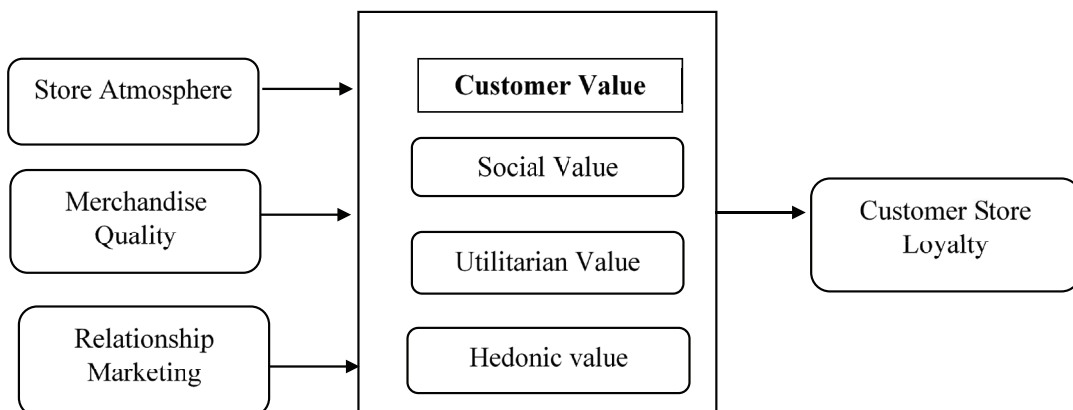 Store Atmosphere
Merchandise
Quality
Relationship
Marketing
Customer Value
Social Value
Utilitarian Value
Hedonic value
Customer Store
Loyalty